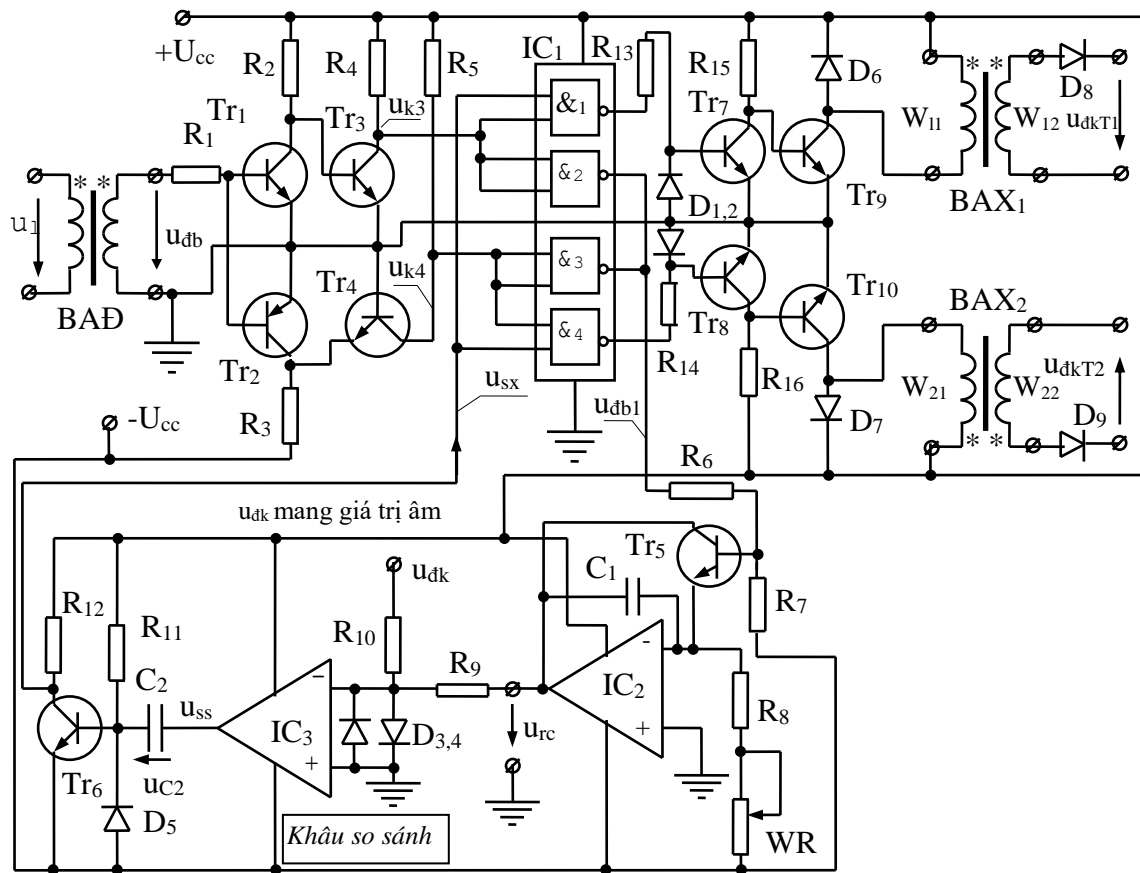 +Ucc
R2
R4
R5
IC1
R13
R15
D6
D8
Tr1
Tr3
uk3
&1
Tr7
W11
W12
uđkT1
R1
* *
* *
&2
D1,2
Tr9
BAX1
u1
uđb
Tr4
uk4
&3
Tr10
BAX2
BAĐ
&4
Tr8
Tr2
R14
R16
W21
W22
uđkT2
usx
uđb1
D7
D9
* *
-Ucc
R3
R6
uđk mang giá trị âm
Tr5
uđk
C1
R7
R12
R11
R10
R9
-
IC2
R8
C2
uss
−
IC3
D3,4
urc
+
Tr6
uC2
+
D5
Khâu so sánh
WR